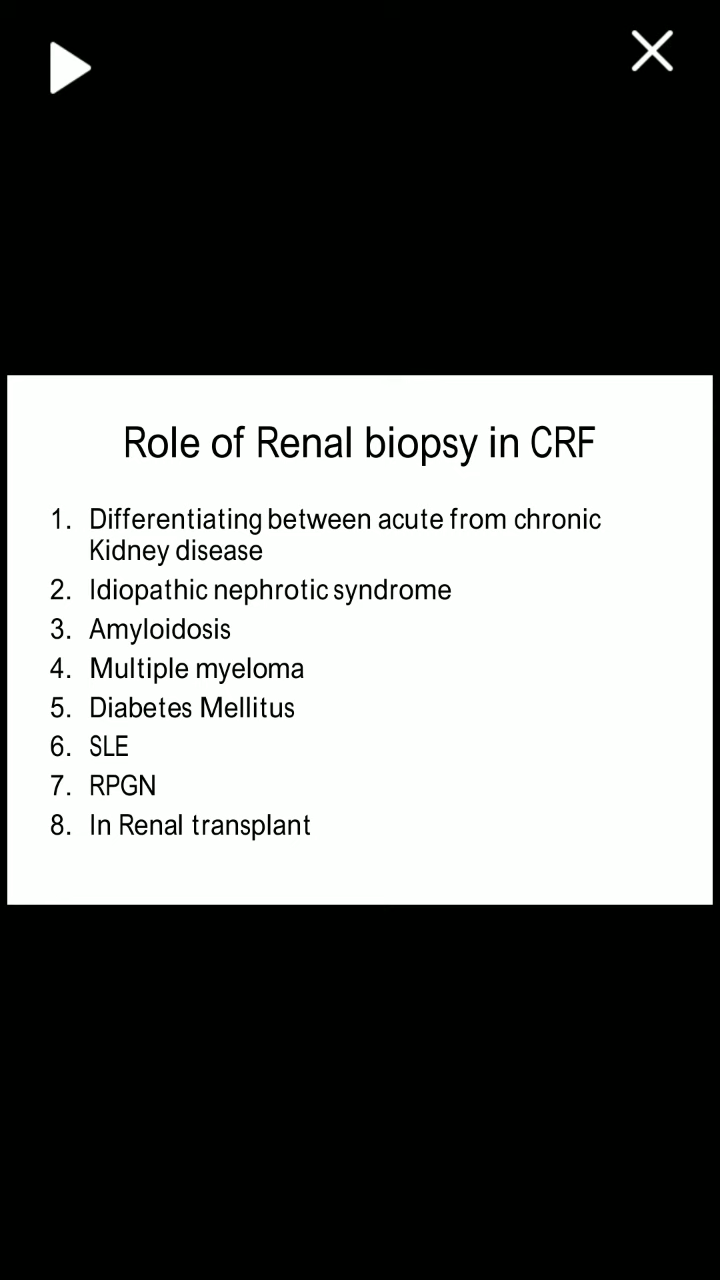 Role of Renal biopsy in CRF
1. Differentiating between acute from chronic
Kidney disease
2. Idiopathic nephrotic syndrome
3. Amyloidosis
4. Multiple myeloma
5. Diabetes Mellitus
6. SLE
7. RPGN
8. In Renal transplant